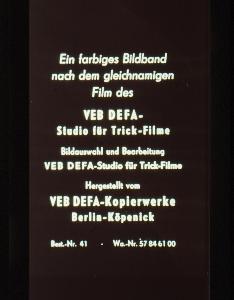 Ein farbiges Bildband
nach dem gleichnamigen
Film des
VEB DEFA-
Studio für Trick-Filme
Bildauswahl und Bearbeitung
VEB DEFA-Studio für Trick-Filme
Hergestellt vom
VEB DEFA-Kopierwerke
Berlin-Köpenick
Best.-Nr. 41 · Wa.-Nr. 57 84 61 00